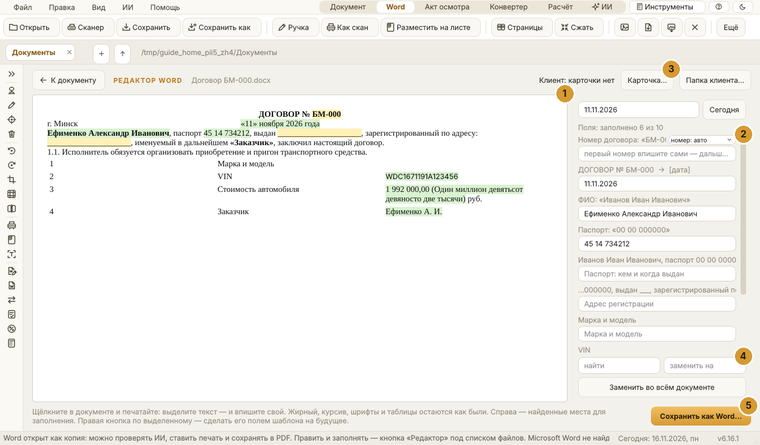 Файл Правка Вид ИИ Помощь Документ Word Акт осмотра Конвертер Расчёт ИИ Инструменты ?
Открыть Сканер Сохранить Сохранить как Ручка Как скан Разместить на листе Страницы Сжать Ещё
Документы × + ↑ /tmp/guide_home_pli5_zh4/Документы
← К документу РЕДАКТОР WORD Договор БМ-000.docx Клиент: карточки нет Карточка… Папка клиента…
3
1
ДОГОВОР № БМ-000
г. Минск «11» ноября 2026 года
Ефименко Александр Иванович, паспорт 45 14 734212, выдан ____________________, зарегистрированный по адресу:
____________________, именуемый в дальнейшем «Заказчик», заключил настоящий договор.
1.1. Исполнитель обязуется организовать приобретение и пригон транспортного средства.
1 Марка и модель
2 VIN WDC1671191A123456
3 Стоимость автомобиля 1 992 000,00 (Один миллион девятьсот
девяносто две тысячи) руб.
4 Заказчик Ефименко А. И.
11.11.2026 Сегодня
Поля: заполнено 6 из 10
2
Номер договора: «БМ-0 номер: авто
первый номер впишите сами — дальш…
ДОГОВОР № БМ-000 → [дата]
11.11.2026
ФИО: «Иванов Иван Иванович»
Ефименко Александр Иванович
Паспорт: «00 00 000000»
45 14 734212
Иванов Иван Иванович, паспорт 00 00 0000
Паспорт: кем и когда выдан
…000000, выдан ___, зарегистрированный п
Адрес регистрации
Марка и модель
Марка и модель
VIN
4
найти заменить на
Заменить во всём документе
5
Сохранить как Word…
Щёлкните в документе и печатайте: выделите текст — и впишите свой. Жирный, курсив, шрифты и таблицы остаются как были. Справа — найденные места для
заполнения. Правая кнопка по выделенному — сделать его полем шаблона на будущее.
Word открыт как копия: можно проверять ИИ, ставить печать и сохранять в PDF. Править и заполнять — кнопка «Редактор» под списком файлов. Microsoft Word не найд Сегодня: 16.11.2026, пн v6.16.1